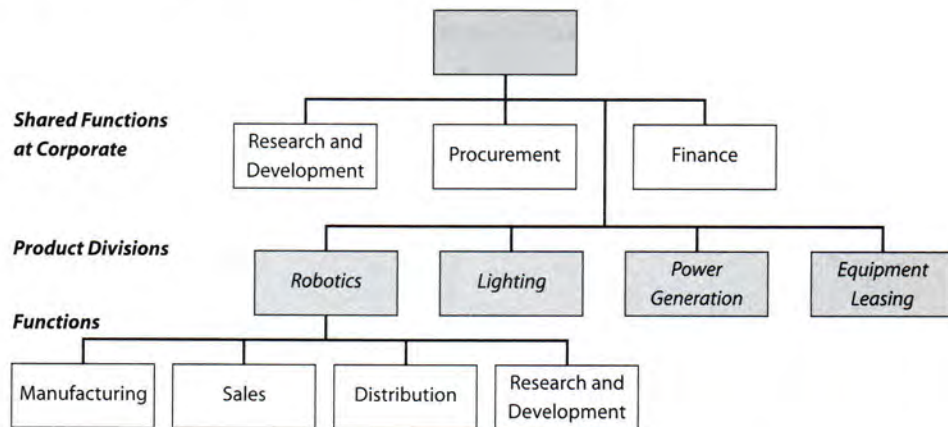 Shared Functions
at Corporate
Research and
Development
Procurement
Finance
Product Divisions
Robotics
Lighting
Power
Generation
Equipment
Leasing
Functions
Manufacturing
Sales
Distribution
Research and
Development